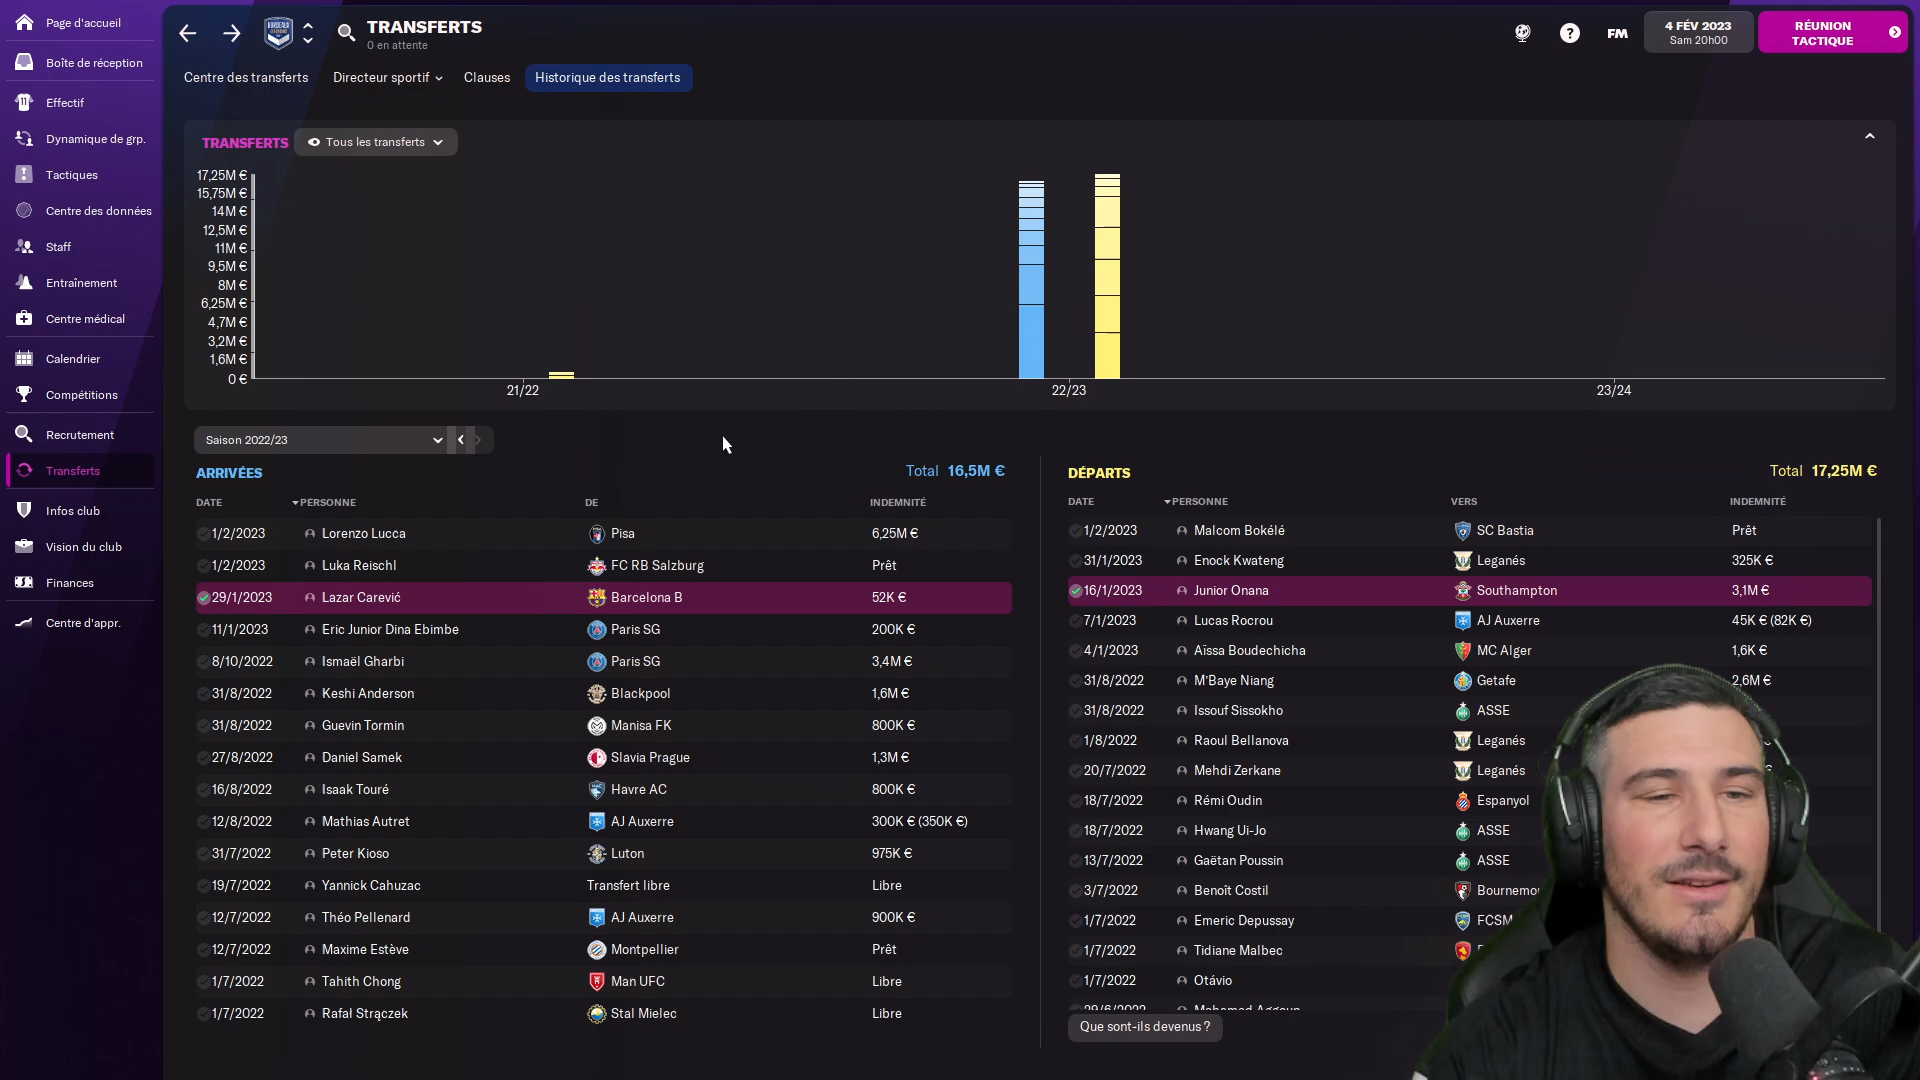 Page d'accueil
Boîte de réception
Effectif
Dynamique de grp.
Tactiques
Centre des données
Staff
Entraînement
Centre médical
Calendrier
Compétitions
Recrutement
Transferts
Infos club
Vision du club
Finances
Centre d'appr.
TRANSFERTS
0 en attente
FM
4 FÉV 2023
Sam 20h00
RÉUNION
TACTIQUE
Centre des transferts Directeur sportif Clauses Historique des transferts
TRANSFERTS Tous les transferts
17,25M €
15,75M €
14M €
12,5M €
11M €
9,5M €
8M €
6,25M €
4,7M €
3,2M €
1,6M €
0 €
21/22 22/23 23/24
Saison 2022/23
ARRIVÉES Total 16,5M €
DATE PERSONNE DE INDEMNITÉ
1/2/2023 Lorenzo Lucca Pisa 6,25M €
1/2/2023 Luka Reischl FC RB Salzburg Prêt
29/1/2023 Lazar Carević Barcelona B 52K €
11/1/2023 Eric Junior Dina Ebimbe Paris SG 200K €
8/10/2022 Ismaël Gharbi Paris SG 3,4M €
31/8/2022 Keshi Anderson Blackpool 1,6M €
31/8/2022 Guevin Tormin Manisa FK 800K €
27/8/2022 Daniel Samek Slavia Prague 1,3M €
16/8/2022 Isaak Touré Havre AC 800K €
12/8/2022 Mathias Autret AJ Auxerre 300K € (350K €)
31/7/2022 Peter Kioso Luton 975K €
19/7/2022 Yannick Cahuzac Transfert libre Libre
12/7/2022 Théo Pellenard AJ Auxerre 900K €
12/7/2022 Maxime Estève Montpellier Prêt
1/7/2022 Tahith Chong Man UFC Libre
1/7/2022 Rafał Strączek Stal Mielec Libre
DÉPARTS Total 17,25M €
DATE PERSONNE VERS INDEMNITÉ
1/2/2023 Malcom Bokélé SC Bastia Prêt
31/1/2023 Enock Kwateng Leganés 325K €
16/1/2023 Junior Onana Southampton 3,1M €
7/1/2023 Lucas Rocrou AJ Auxerre 45K € (82K €)
4/1/2023 Aïssa Boudechicha MC Alger 1,6K €
31/8/2022 M'Baye Niang Getafe 2,6M €
31/8/2022 Issouf Sissokho ASSE
1/8/2022 Raoul Bellanova Leganés
20/7/2022 Mehdi Zerkane Leganés
18/7/2022 Rémi Oudin Espanyol
18/7/2022 Hwang Ui-Jo ASSE
13/7/2022 Gaëtan Poussin ASSE
3/7/2022 Benoît Costil Bournemou
1/7/2022 Emeric Depussay FCSM
1/7/2022 Tidiane Malbec
1/7/2022 Otávio
Que sont-ils devenus ?